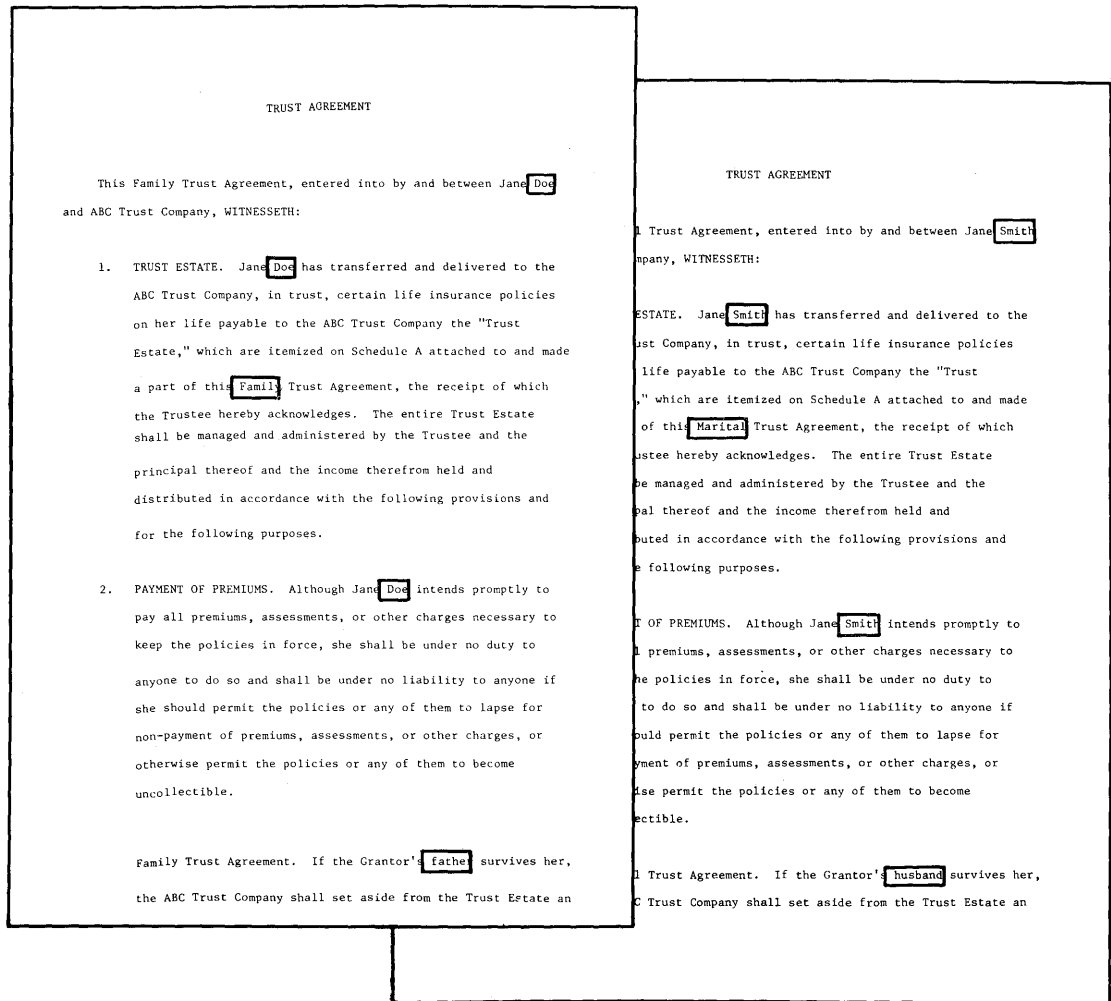 TRUST AGREEMENT
This Family Trust Agreement, entered into by and between Jane Doe
and ABC Trust Company, WITNESSETH:
1. TRUST ESTATE. Jane Doe has transferred and delivered to the
ABC Trust Company, in trust, certain life insurance policies
on her life payable to the ABC Trust Company the "Trust
Estate," which are itemized on Schedule A attached to and made
a part of this Family Trust Agreement, the receipt of which
the Trustee hereby acknowledges. The entire Trust Estate
shall be managed and administered by the Trustee and the
principal thereof and the income therefrom held and
distributed in accordance with the following provisions and
for the following purposes.
2. PAYMENT OF PREMIUMS. Although Jane Doe intends promptly to
pay all premiums, assessments, or other charges necessary to
keep the policies in force, she shall be under no duty to
anyone to do so and shall be under no liability to anyone if
she should permit the policies or any of them to lapse for
non-payment of premiums, assessments, or other charges, or
otherwise permit the policies or any of them to become
uncollectible.
Family Trust Agreement. If the Grantor's father survives her,
the ABC Trust Company shall set aside from the Trust Estate an
TRUST AGREEMENT
l Trust Agreement, entered into by and between Jane Smith
mpany, WITNESSETH:
ESTATE. Jane Smith has transferred and delivered to the
ust Company, in trust, certain life insurance policies
life payable to the ABC Trust Company the "Trust
," which are itemized on Schedule A attached to and made
of this Marital Trust Agreement, the receipt of which
ustee hereby acknowledges. The entire Trust Estate
be managed and administered by the Trustee and the
pal thereof and the income therefrom held and
buted in accordance with the following provisions and
e following purposes.
T OF PREMIUMS. Although Jane Smith intends promptly to
l premiums, assessments, or other charges necessary to
he policies in force, she shall be under no duty to
to do so and shall be under no liability to anyone if
ould permit the policies or any of them to lapse for
yment of premiums, assessments, or other charges, or
ise permit the policies or any of them to become
ectible.
l Trust Agreement. If the Grantor's husband survives her,
C Trust Company shall set aside from the Trust Estate an